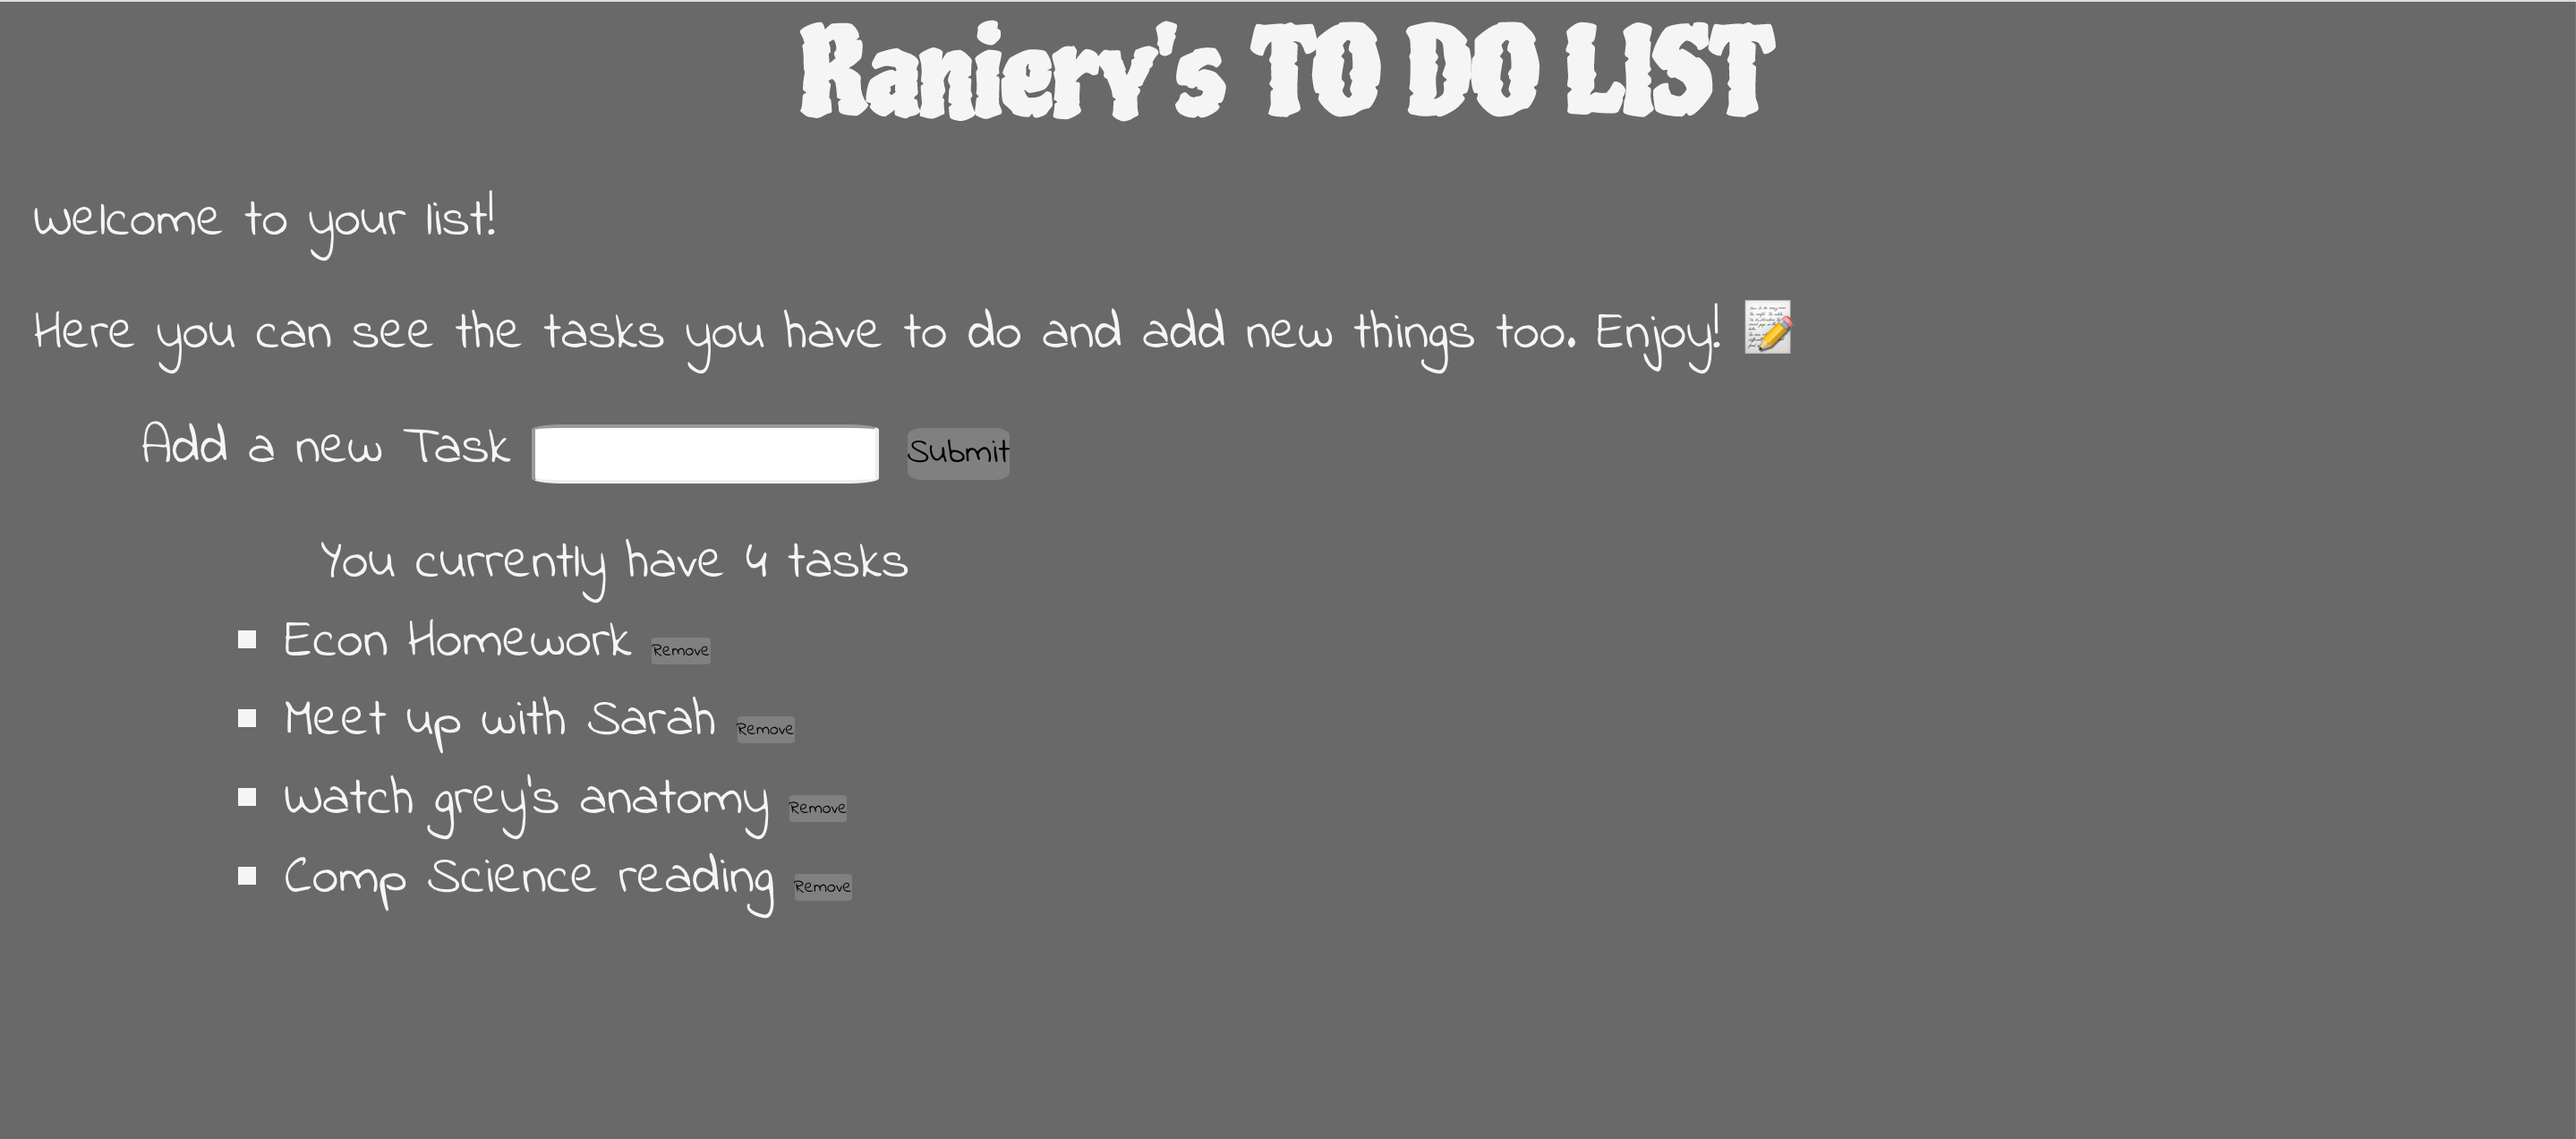 Raniery's TO DO LIST
Welcome to your list!
Here you can see the tasks you have to do and add new things too. Enjoy! 📝
Add a new Task Submit
You currently have 4 tasks
Econ Homework Remove
Meet up with Sarah Remove
Watch grey's anatomy Remove
Comp Science reading Remove